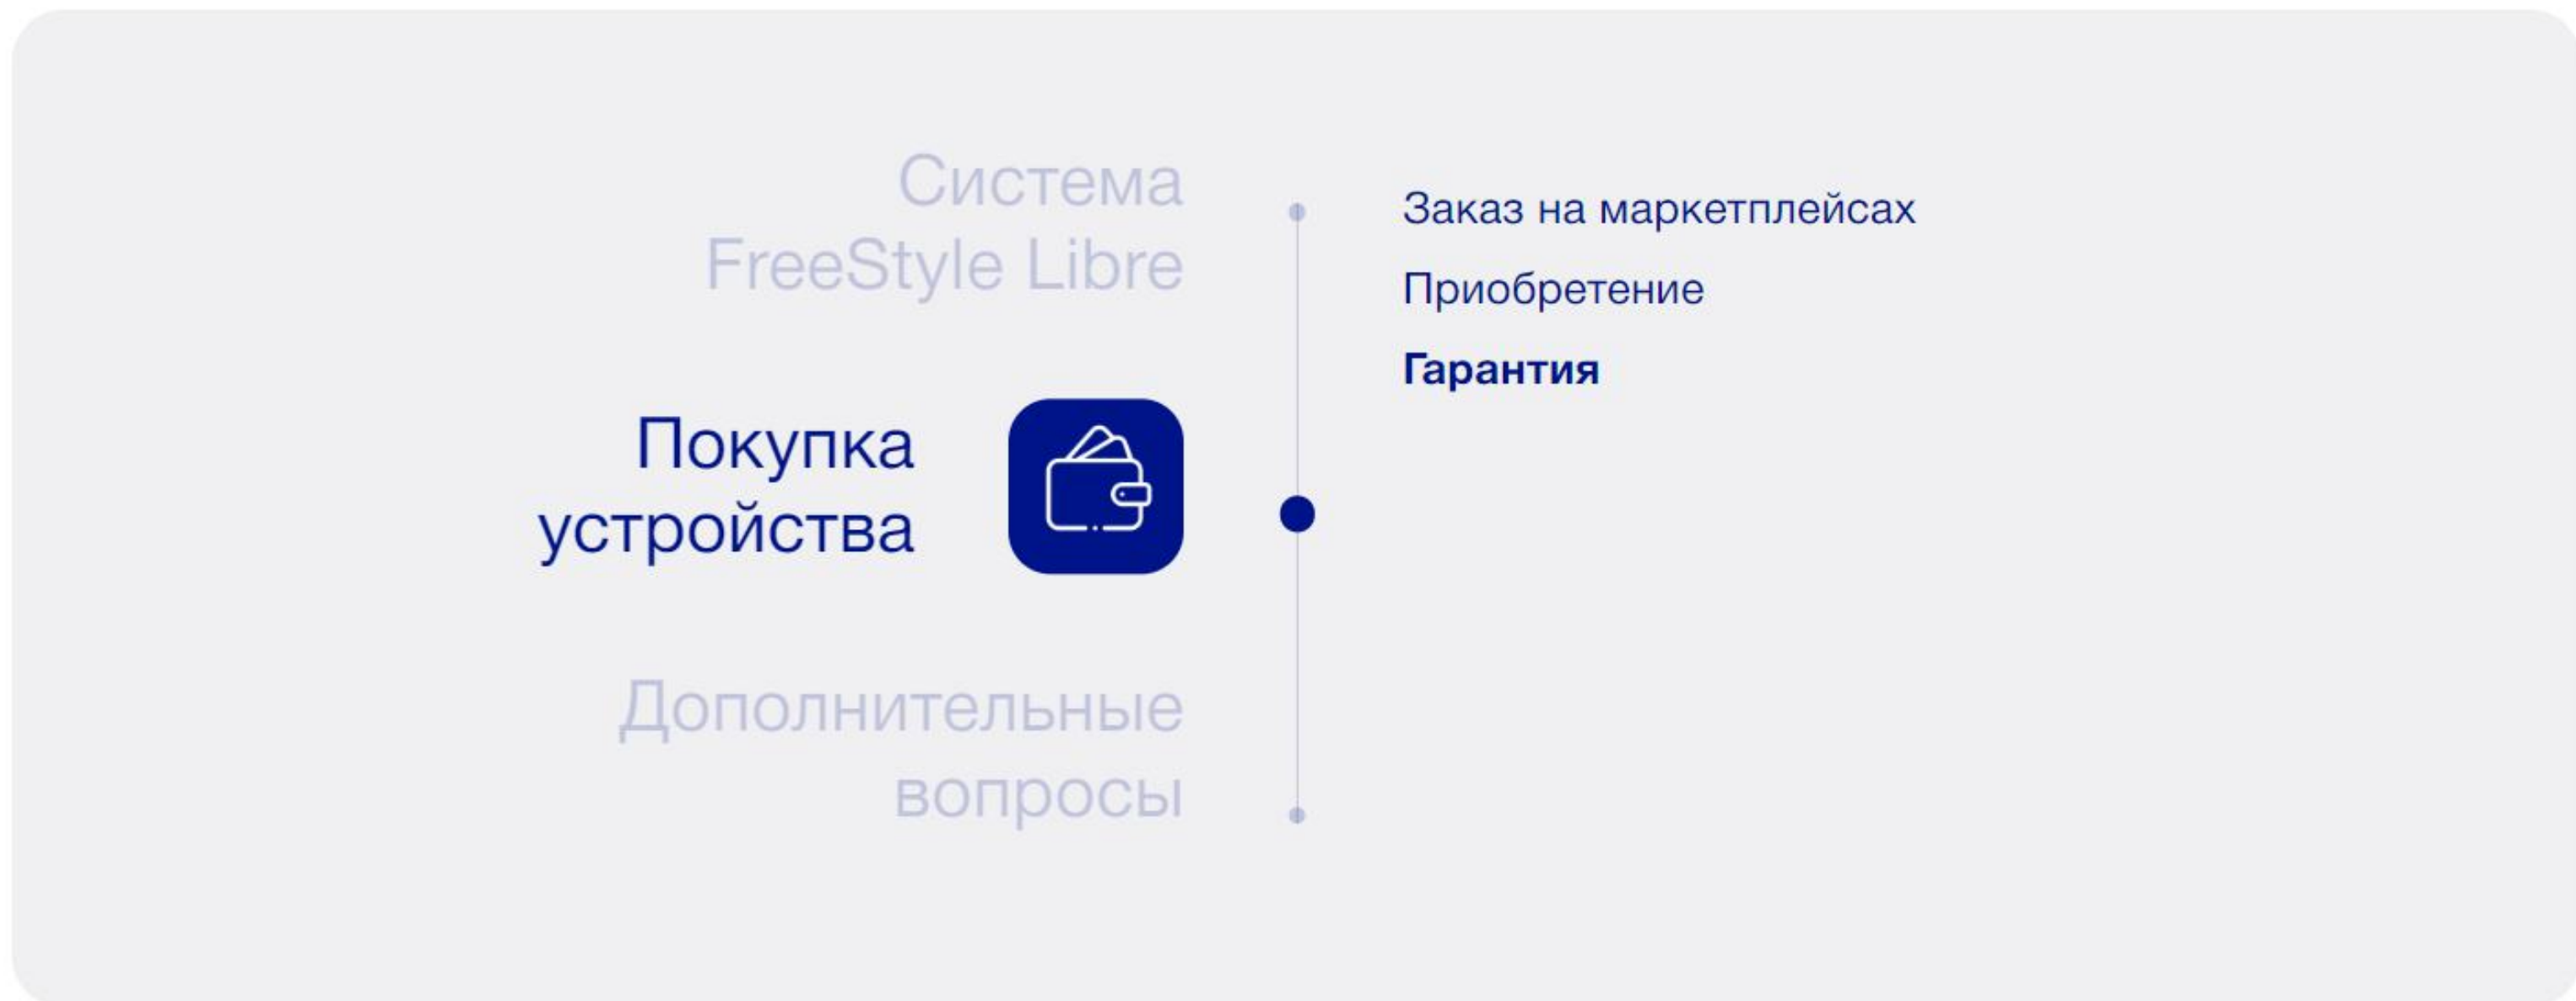 Система
FreeStyle Libre
Покупка
устройства
Дополнительные
вопросы
Заказ на маркетплейсах
Приобретение
Гарантия